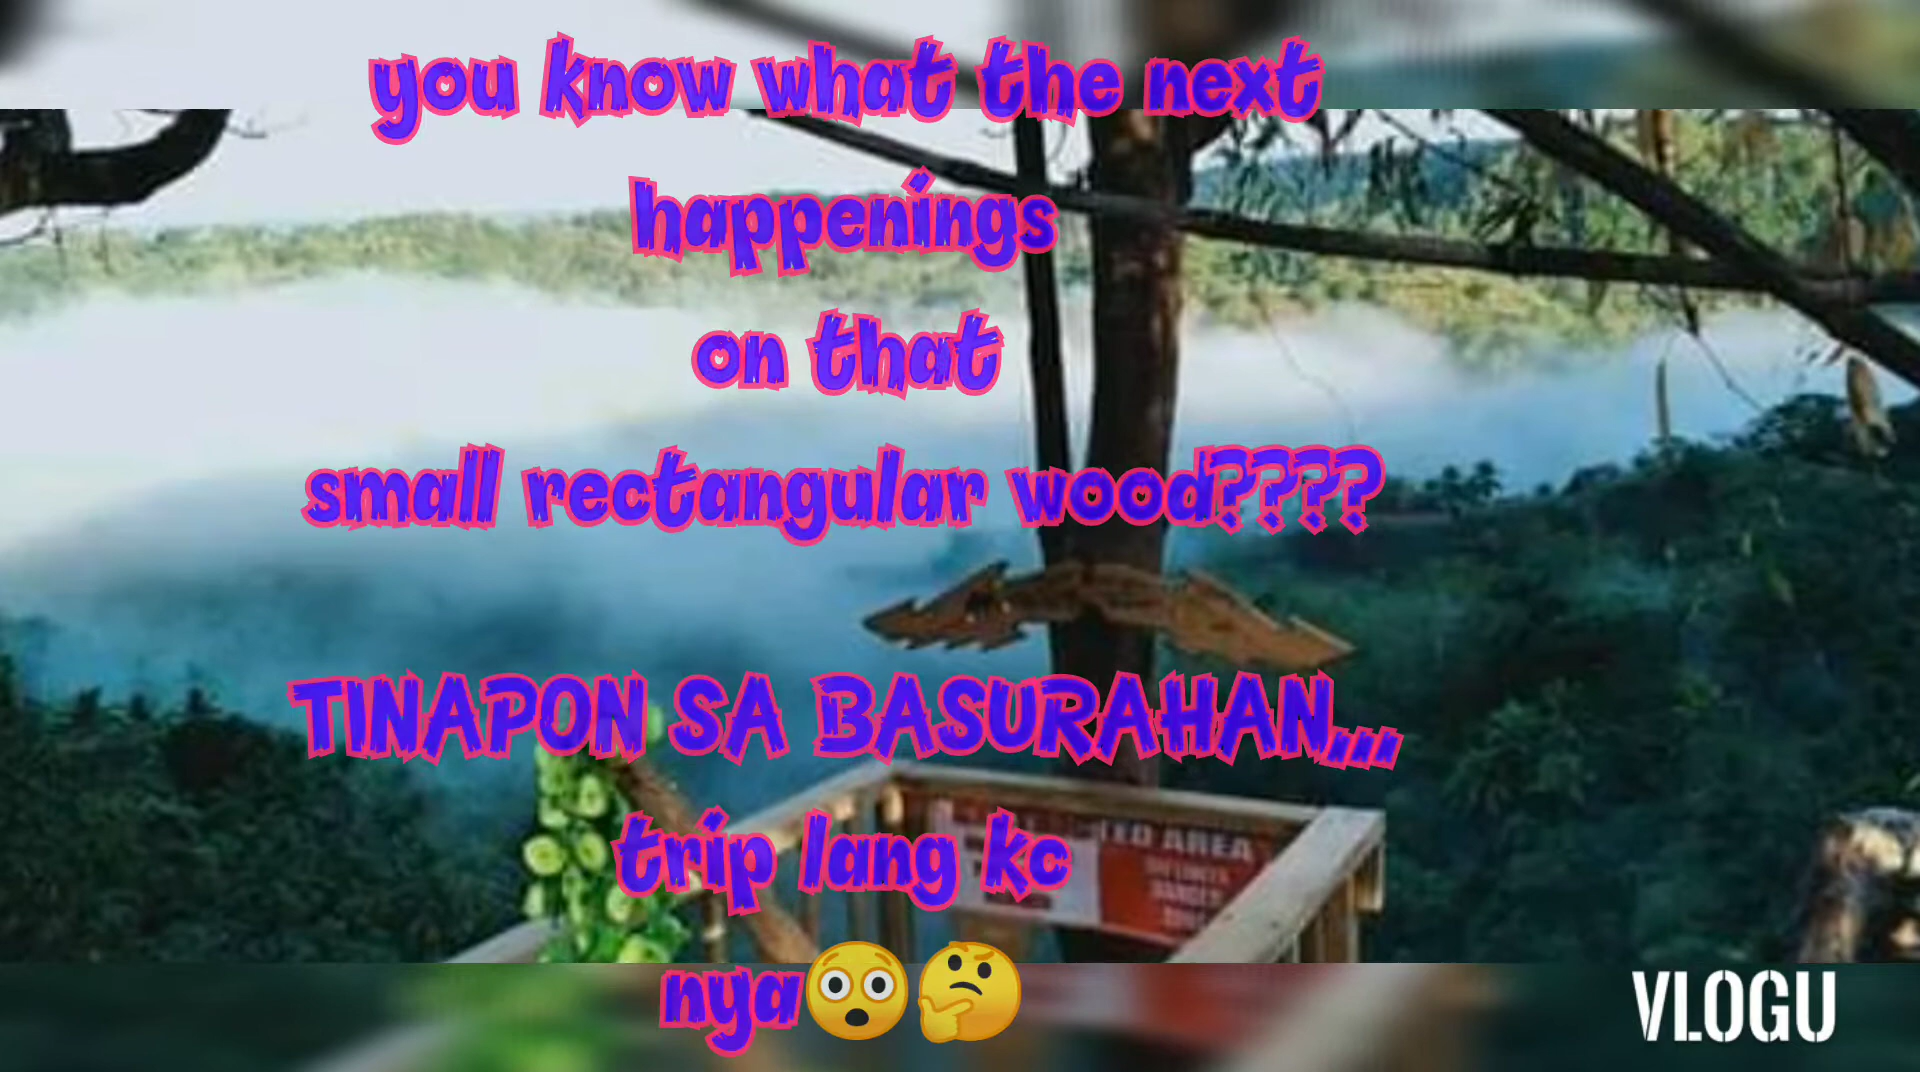 you know what the next
happenings
on that
small rectangular wood????
TINAPON SA BASURAHAN...
trip lang kc
nya😲🤔
AREA
VLOGU